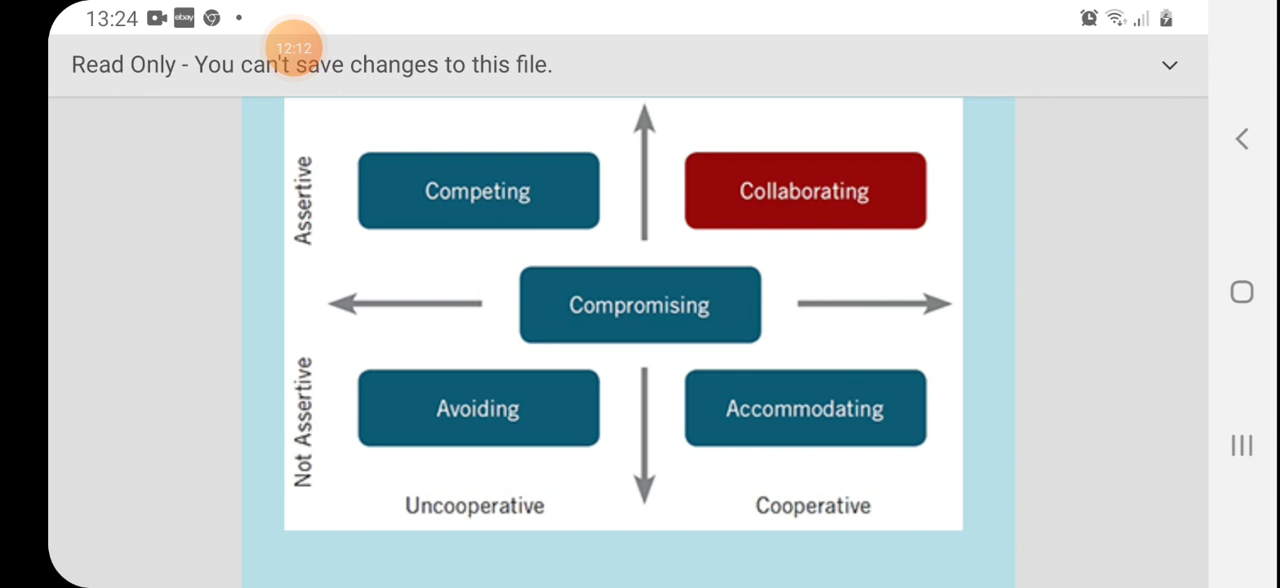 13:24 ebay
12:12
Read Only - You can't save changes to this file.
Assertive
Competing
Collaborating
Compromising
Not Assertive
Avoiding
Accommodating
Uncooperative
Cooperative